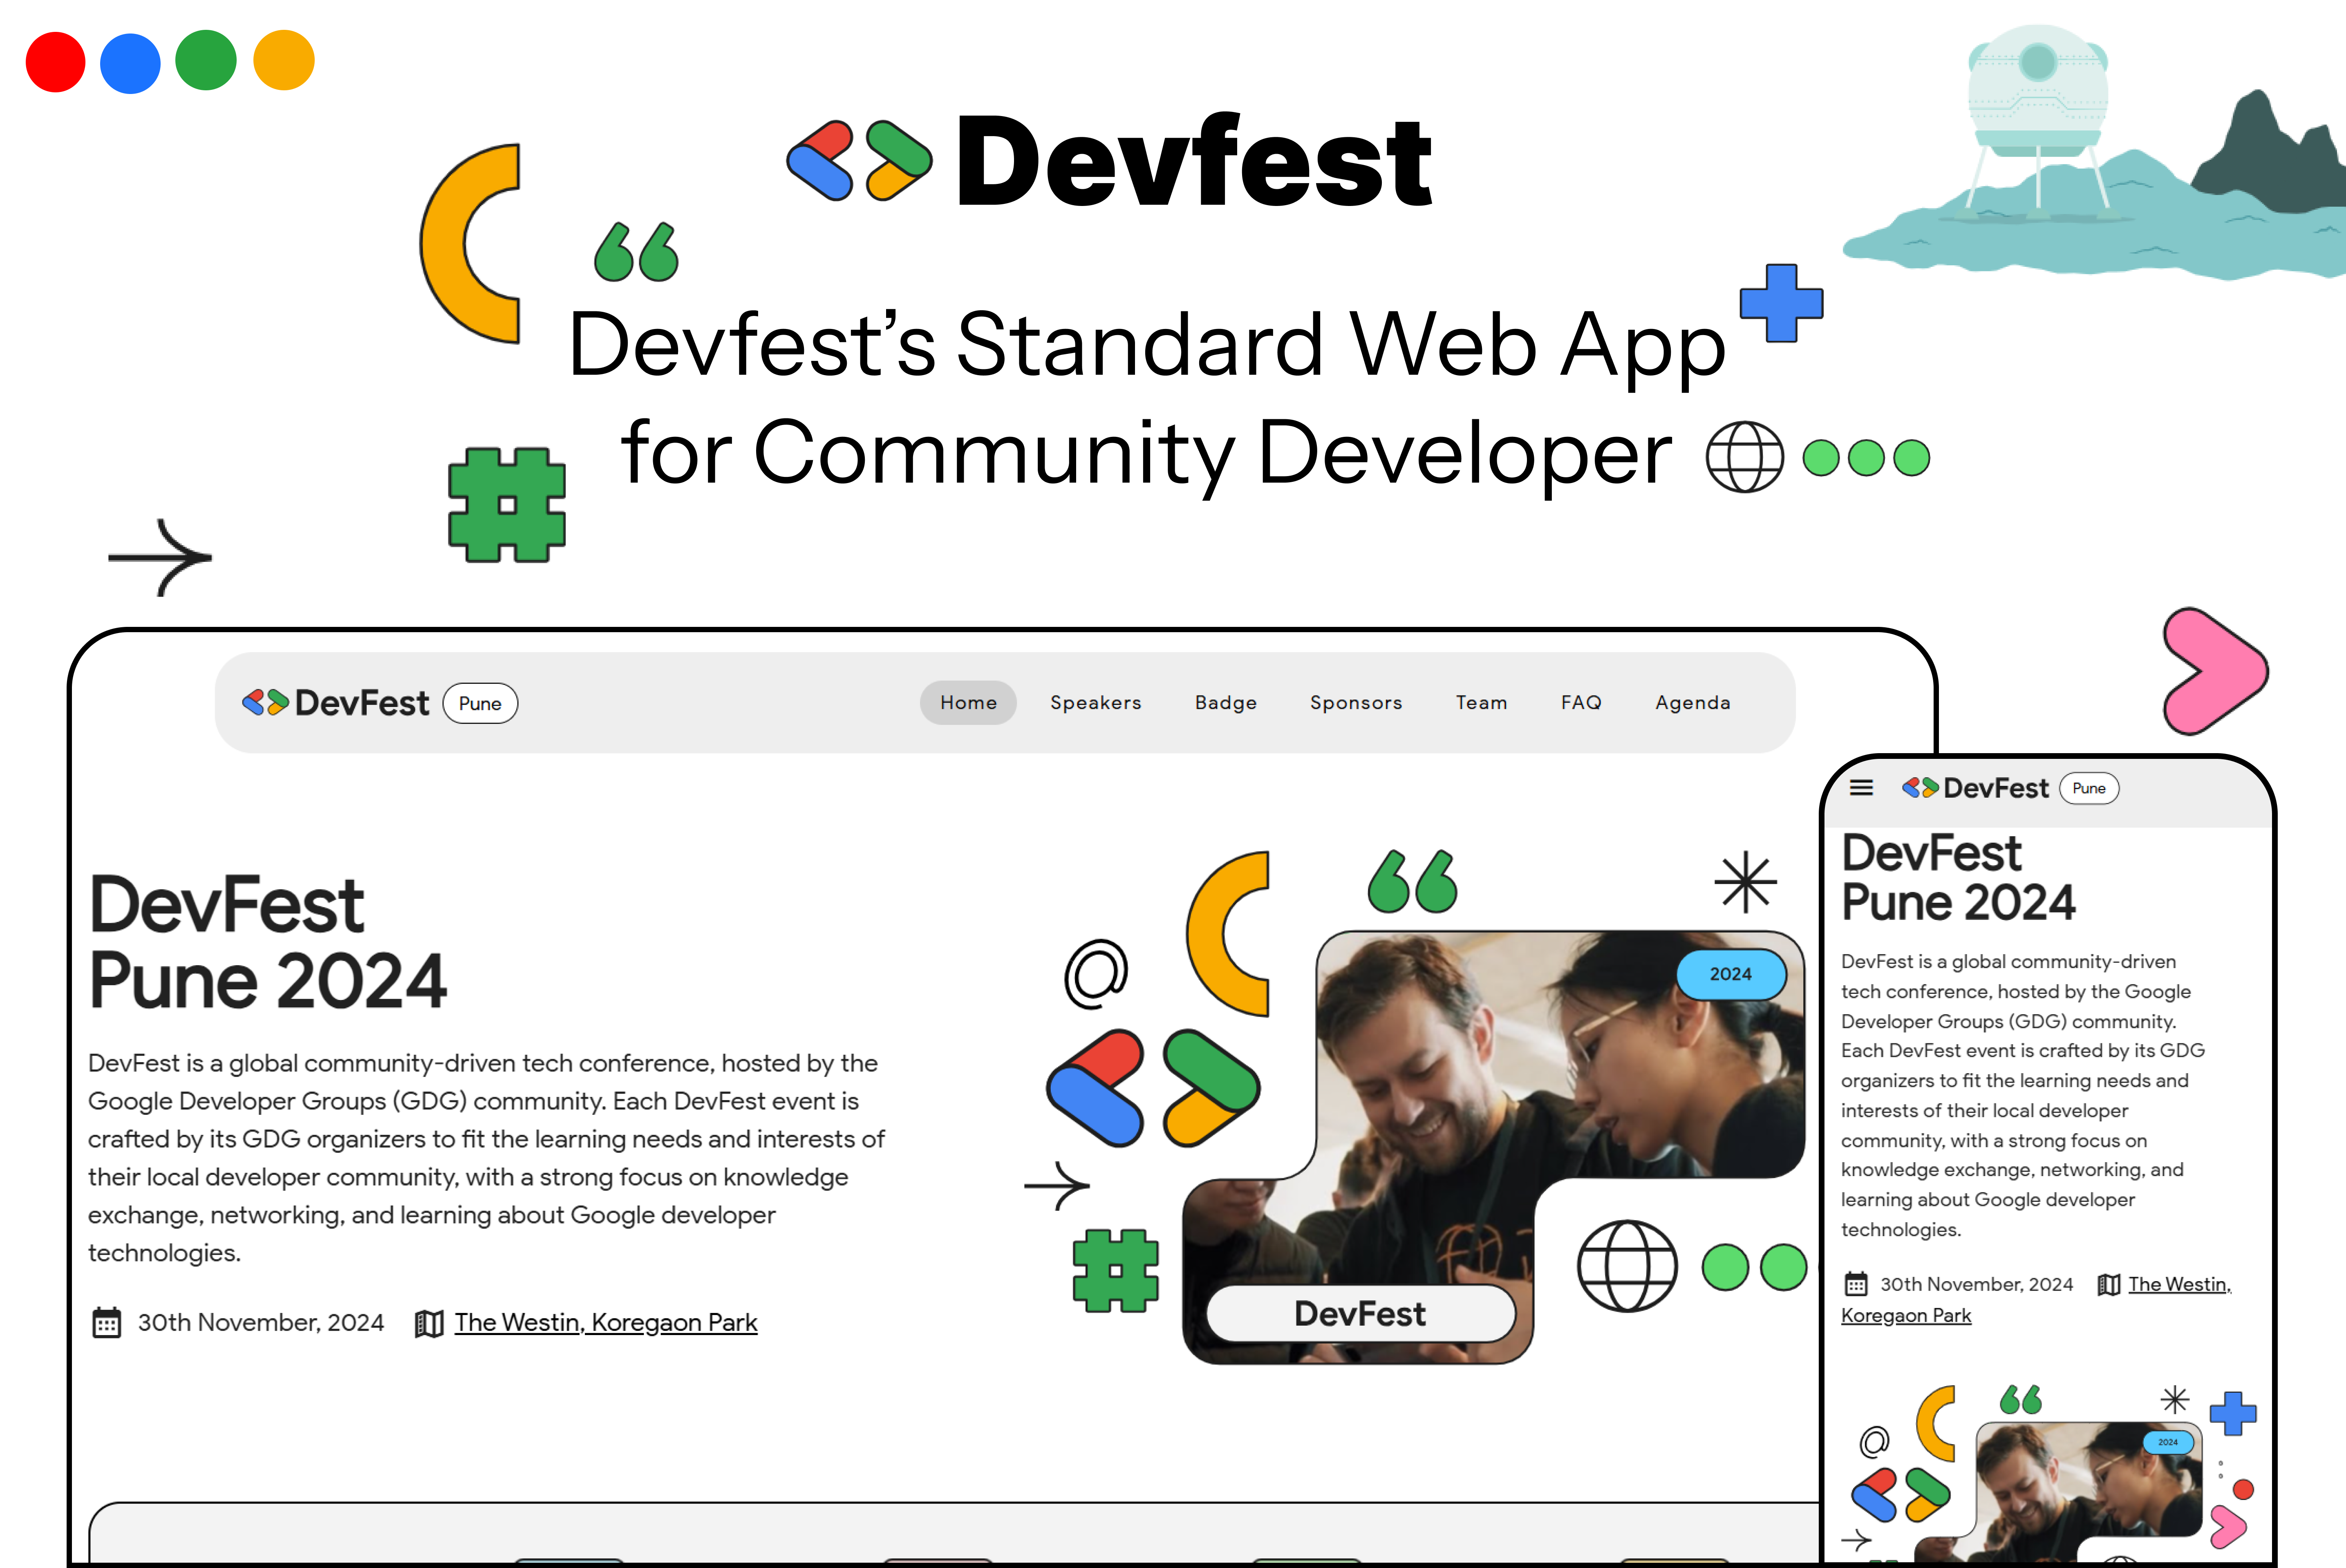 Devfest
Devfest’s Standard Web App
for Community Developer
DevFest Pune
Home Speakers Badge Sponsors Team FAQ Agenda
DevFest
Pune 2024
DevFest is a global community-driven tech conference, hosted by the
Google Developer Groups (GDG) community. Each DevFest event is
crafted by its GDG organizers to fit the learning needs and interests of
their local developer community, with a strong focus on knowledge
exchange, networking, and learning about Google developer
technologies.
30th November, 2024 The Westin, Koregaon Park
2024
DevFest
DevFest Pune
DevFest
Pune 2024
DevFest is a global community-driven
tech conference, hosted by the Google
Developer Groups (GDG) community.
Each DevFest event is crafted by its GDG
organizers to fit the learning needs and
interests of their local developer
community, with a strong focus on
knowledge exchange, networking, and
learning about Google developer
technologies.
30th November, 2024 The Westin,
Koregaon Park
2024